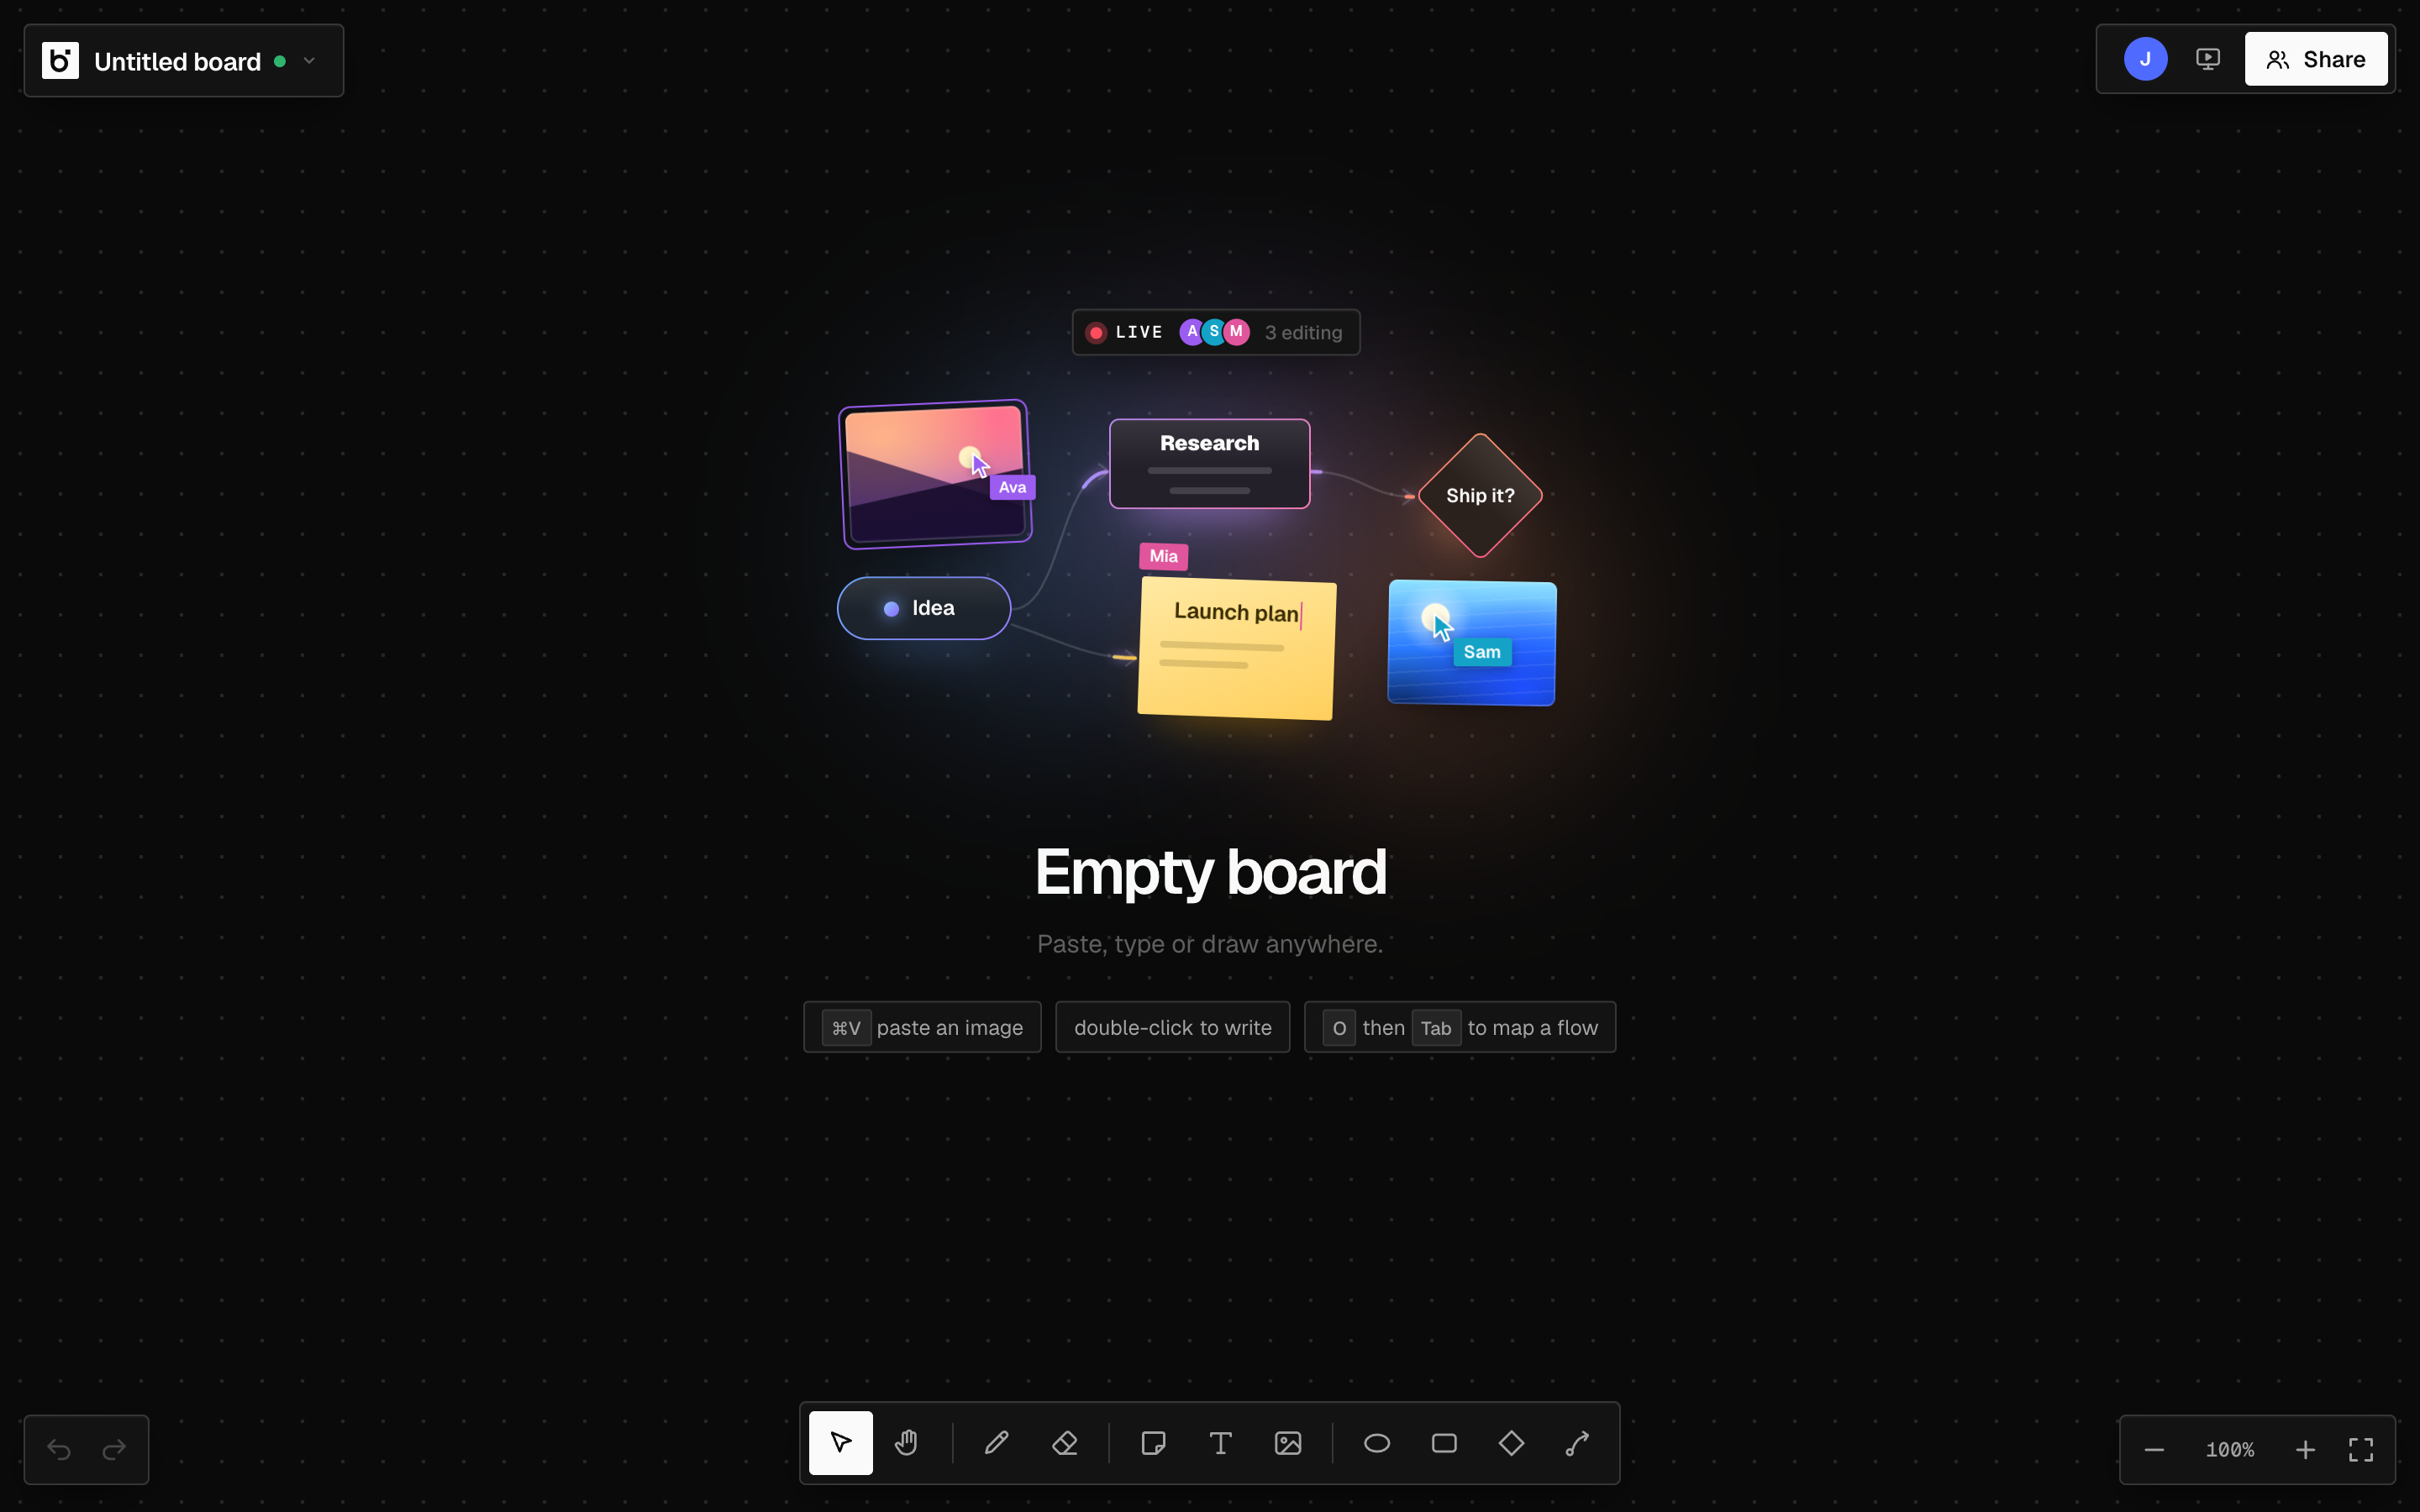 b Untitled board
J Share
LIVE A S M 3 editing
Ava
Research
Ship it?
Mia
Idea
Launch plan
Sam
Empty board
Paste, type or draw anywhere.
⌘V paste an image
double-click to write
O then Tab to map a flow
100%